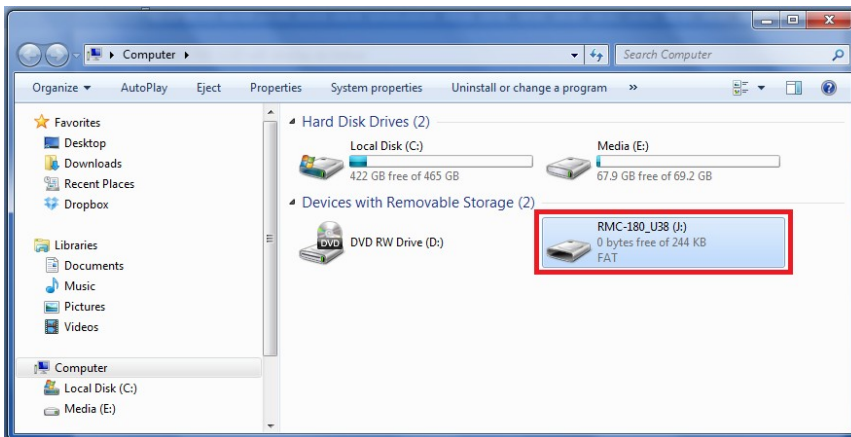 Computer
Search Computer
Organize AutoPlay Eject Properties System properties Uninstall or change a program »
Favorites
Desktop
Downloads
Recent Places
Dropbox
Libraries
Documents
Music
Pictures
Videos
Computer
Local Disk (C:)
Media (E:)
Hard Disk Drives (2)
Local Disk (C:)
422 GB free of 465 GB
Media (E:)
67.9 GB free of 69.2 GB
Devices with Removable Storage (2)
DVD
DVD RW Drive (D:)
RMC-180_U38 (J:)
0 bytes free of 244 KB
FAT